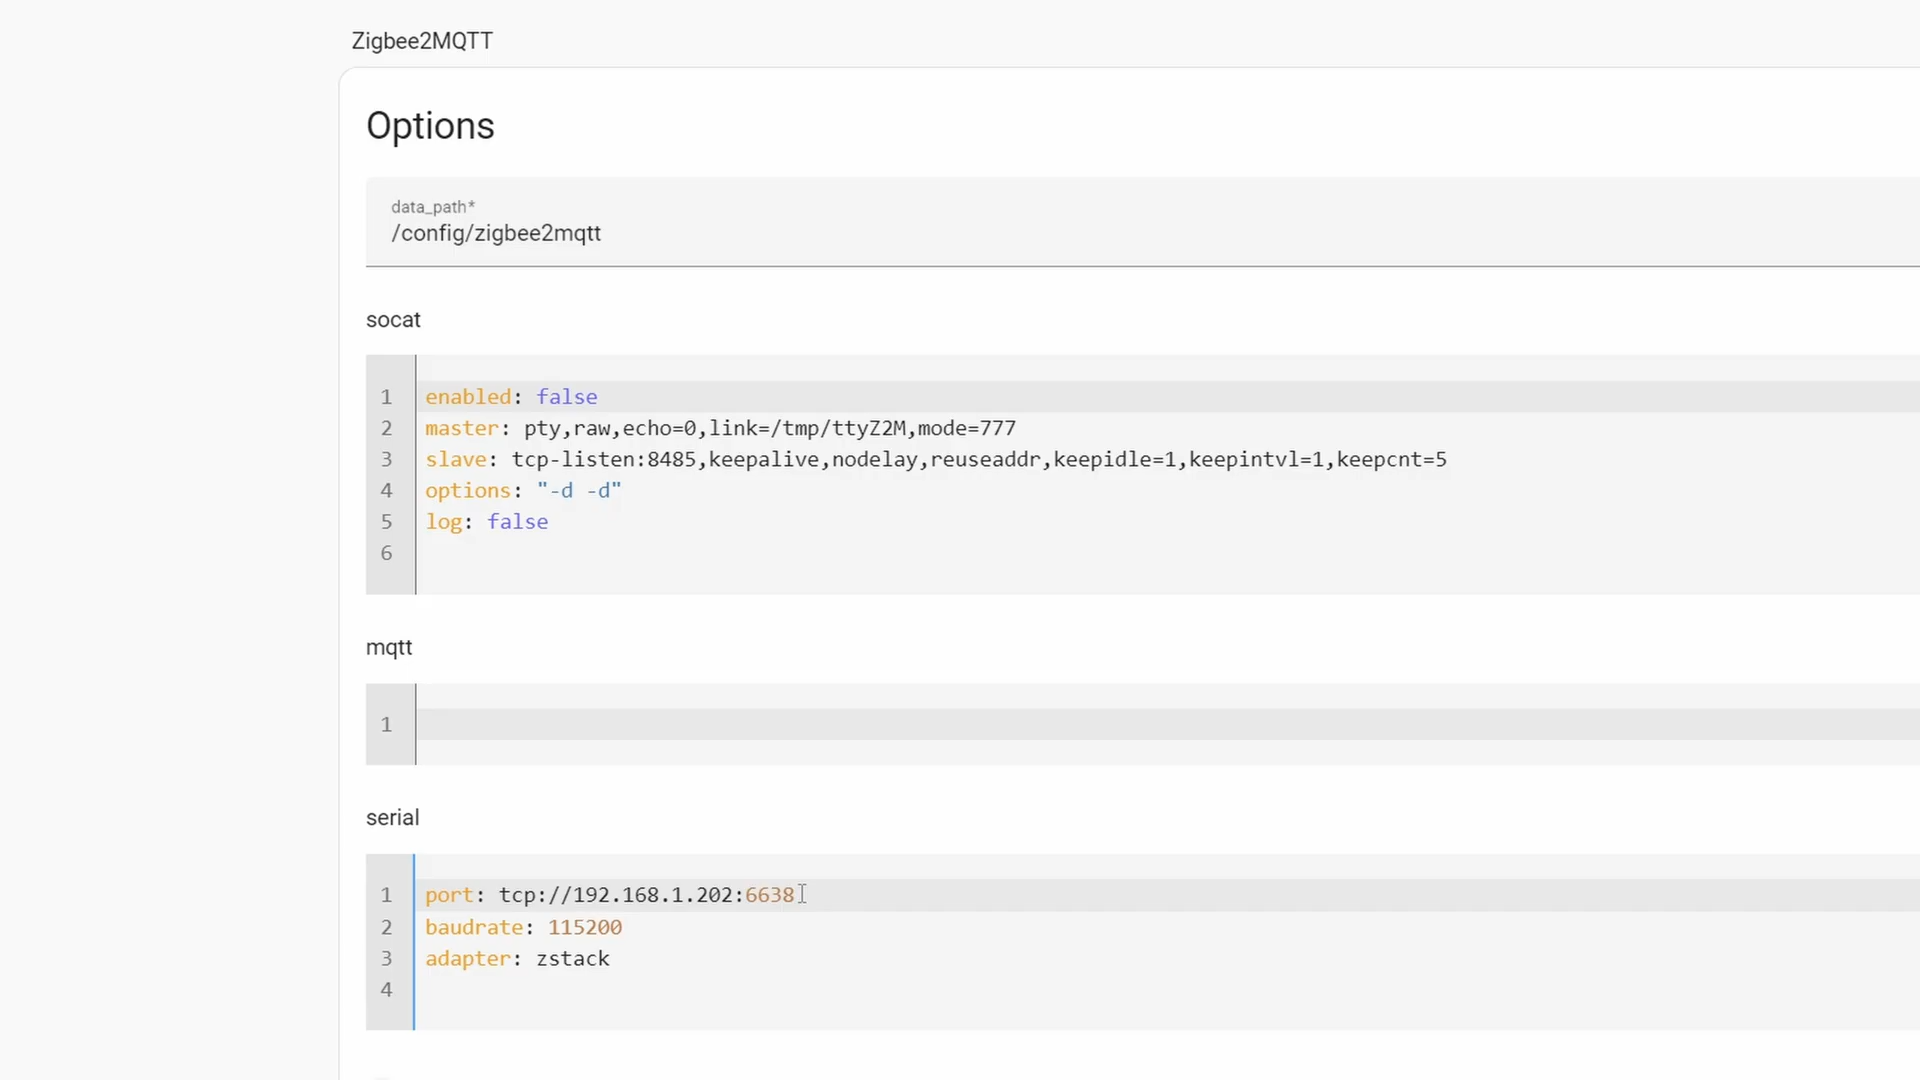 Zigbee2MQTT
Options
data_path*
/config/zigbee2mqtt
socat
1 enabled: false
2 master: pty,raw,echo=0,link=/tmp/ttyZ2M,mode=777
3 slave: tcp-listen:8485,keepalive,nodelay,reuseaddr,keepidle=1,keepintvl=1,keepcnt=5
4 options: "-d -d"
5 log: false
6
mqtt
1
serial
1 port: tcp://192.168.1.202:6638
2 baudrate: 115200
3 adapter: zstack
4